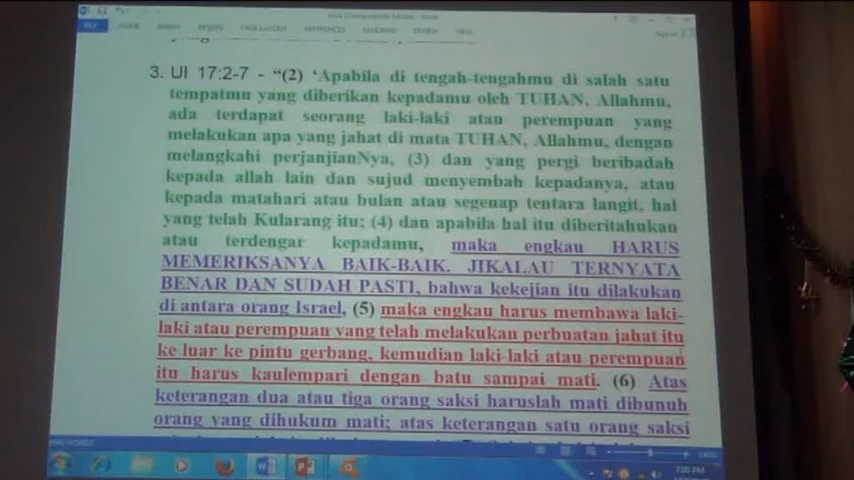 FILE
3. Ul 17:2-7 - “(2) ‘Apabila di tengah-tengahmu di salah satu
tempatmu yang diberikan kepadamu oleh TUHAN, Allahmu,
ada terdapat seorang laki-laki atau perempuan yang
melakukan apa yang jahat di mata TUHAN, Allahmu, dengan
melangkahi perjanjianNya, (3) dan yang pergi beribadah
kepada allah lain dan sujud menyembah kepadanya, atau
kepada matahari atau bulan atau segenap tentara langit, hal
yang telah Kularang itu; (4) dan apabila hal itu diberitahukan
atau terdengar kepadamu, maka engkau HARUS
MEMERIKSANYA BAIK-BAIK. JIKALAU TERNYATA
BENAR DAN SUDAH PASTI, bahwa kekejian itu dilakukan
di antara orang Israel, (5) maka engkau harus membawa laki-
laki atau perempuan yang telah melakukan perbuatan jahat itu
ke luar ke pintu gerbang, kemudian laki-laki atau perempuan
itu harus kaulempari dengan batu sampai mati. (6) Atas
keterangan dua atau tiga orang saksi haruslah mati dibunuh
orang yang dihukum mati; atas keterangan satu orang saksi
7:00 PM